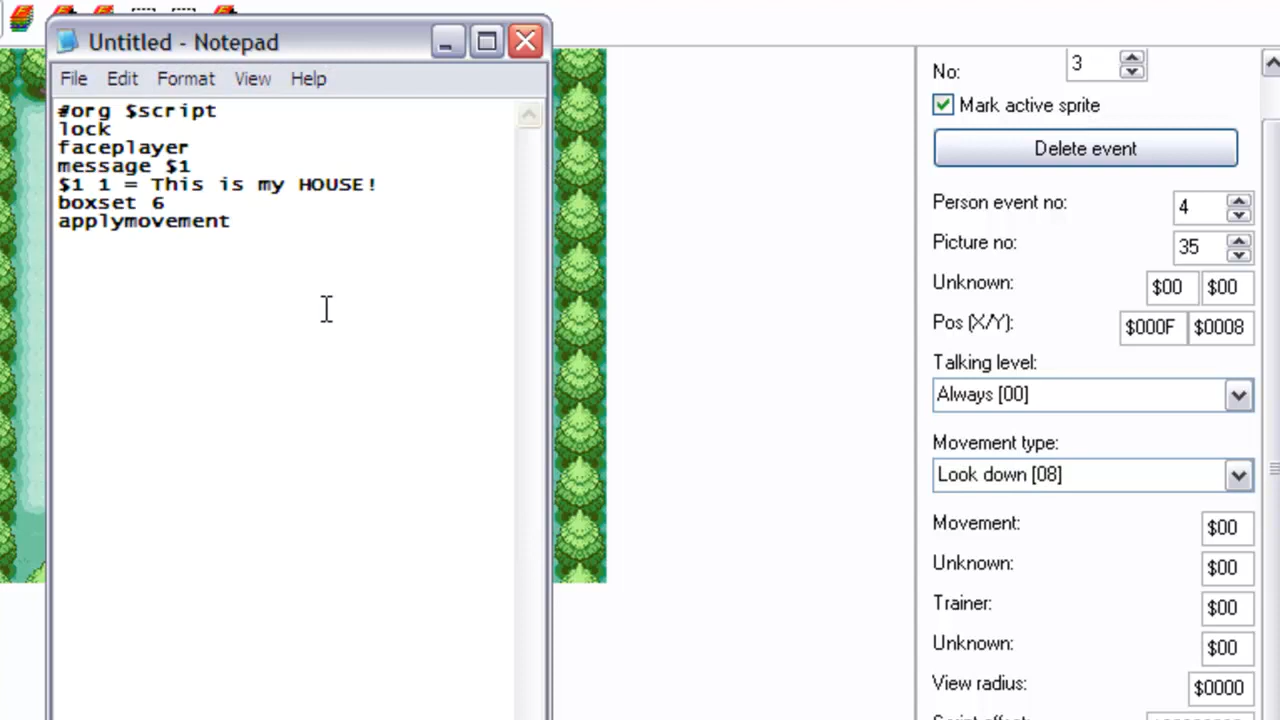 Untitled - Notepad
File Edit Format View Help
#org $script
lock
faceplayer
message $1
$1 1 = This is my HOUSE!
boxset 6
applymovement
No: 3
Mark active sprite
Delete event
Person event no: 4
Picture no: 35
Unknown: $00 $00
Pos (X/Y): $000F $0008
Talking level:
Always [00]
Movement type:
Look down [08]
Movement: $00
Unknown: $00
Trainer: $00
Unknown: $00
View radius: $0000
Script offset: